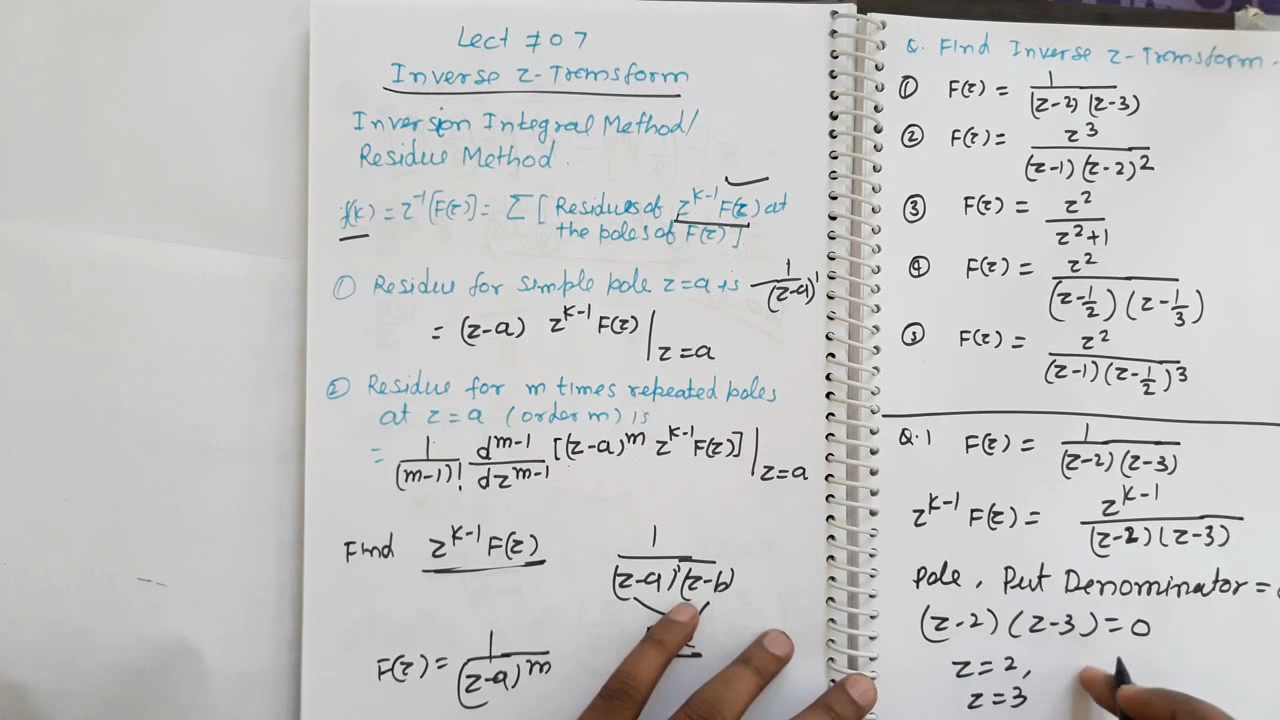 Lect ≠ 07
Inverse Z-Transform
Inversion Integral Method/
Residue Method.
f(k) = z⁻¹[F(z)] = Σ [Residues of z^(k-1) F(z) at
the poles of F(z)]
① Residue for simple pole z=a is 1/(z-a)¹
= (z-a) z^(k-1) F(z) | z=a
② Residue for m times repeated poles
at z=a (order m) is
= 1/(m-1)! d^(m-1)/dz^(m-1) [(z-a)^m z^(k-1) F(z)] | z=a
Find z^(k-1) F(z)
1/(z-a)¹(z-b)
F(z) = 1/(z-a)^m
Q. Find Inverse Z-Transform.
① F(z) = 1/(z-2)(z-3)
② F(z) = z³/(z-1)(z-2)²
③ F(z) = z²/z²+1
④ F(z) = z²/(z-1/2)(z-1/3)
⑤ F(z) = z²/(z-1)(z-1/2)³
Q.1 F(z) = 1/(z-2)(z-3)
z^(k-1) F(z) = z^(k-1)/(z-2)(z-3)
Pole, Put Denominator =
(z-2)(z-3)=0
z=2,
z=3